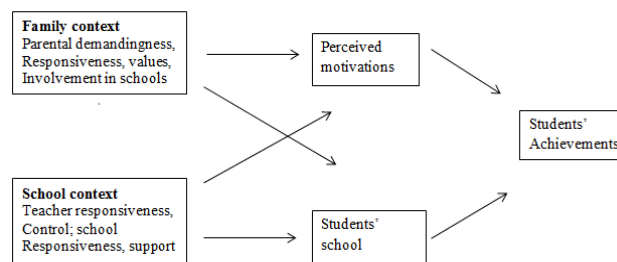 Family context
Parental demandingness,
Responsiveness, values,
Involvement in schools
Perceived
motivations
Students'
Achievements
School context
Teacher responsiveness,
Control; school
Responsiveness, support
Students'
school